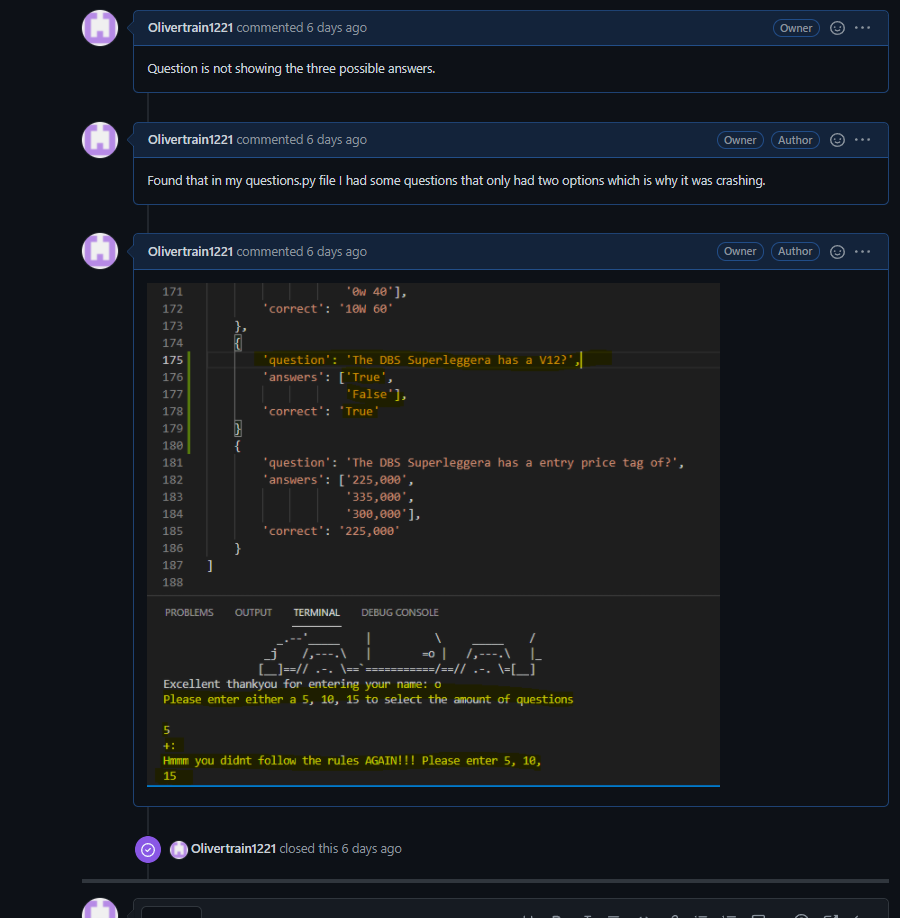 Olivertrain1221 commented 6 days ago Owner
Question is not showing the three possible answers.
Olivertrain1221 commented 6 days ago Owner Author
Found that in my questions.py file I had some questions that only had two options which is why it was crashing.
Olivertrain1221 commented 6 days ago Owner Author
171 '0w 40'],
172 'correct': '10W 60'
173 },
174 {
175 'question': 'The DBS Superleggera has a V12?',
176 'answers': ['True',
177 'False'],
178 'correct': 'True'
179 }
180 {
181 'question': 'The DBS Superleggera has a entry price tag of?',
182 'answers': ['225,000',
183 '335,000',
184 '300,000'],
185 'correct': '225,000'
186 }
187 ]
188
PROBLEMS OUTPUT TERMINAL DEBUG CONSOLE
Excellent thankyou for entering your name: o
Please enter either a 5, 10, 15 to select the amount of questions
5
+:
Hmmm you didnt follow the rules AGAIN!!! Please enter 5, 10,
15
Olivertrain1221 closed this 6 days ago